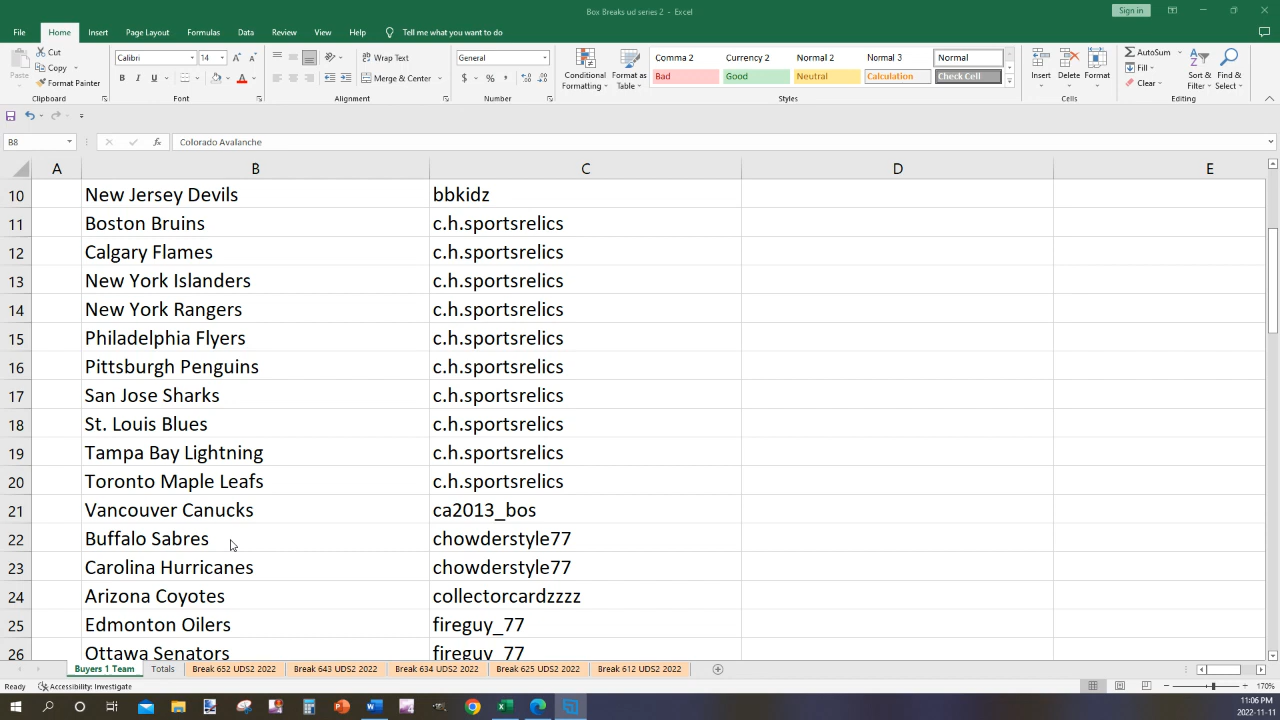 Box Breaks ud series 2 - Excel
Sign in
File Home Insert Page Layout Formulas Data Review View Help Tell me what you want to do
Paste
Cut
Copy
Format Painter
Clipboard
Calibri 14
B I U
Font
Wrap Text
Merge & Center
Alignment
General
$ % ,
Number
Conditional Formatting
Format as Table
Comma 2 Currency 2 Normal 2 Normal 3 Normal
Bad Good Neutral Calculation Check Cell
Styles
Insert Delete Format
Cells
AutoSum
Fill
Clear
Sort & Filter
Find & Select
Editing
B8 fx Colorado Avalanche
A B C D E
10 New Jersey Devils bbkidz
11 Boston Bruins c.h.sportsrelics
12 Calgary Flames c.h.sportsrelics
13 New York Islanders c.h.sportsrelics
14 New York Rangers c.h.sportsrelics
15 Philadelphia Flyers c.h.sportsrelics
16 Pittsburgh Penguins c.h.sportsrelics
17 San Jose Sharks c.h.sportsrelics
18 St. Louis Blues c.h.sportsrelics
19 Tampa Bay Lightning c.h.sportsrelics
20 Toronto Maple Leafs c.h.sportsrelics
21 Vancouver Canucks ca2013_bos
22 Buffalo Sabres chowderstyle77
23 Carolina Hurricanes chowderstyle77
24 Arizona Coyotes collectorcardzzzz
25 Edmonton Oilers fireguy_77
26 Ottawa Senators fireguy_77
Buyers 1 Team Totals Break 652 UDS2 2022 Break 643 UDS2 2022 Break 634 UDS2 2022 Break 625 UDS2 2022 Break 612 UDS2 2022
Ready Accessibility: Investigate 170%
11:06 PM
2022-11-11